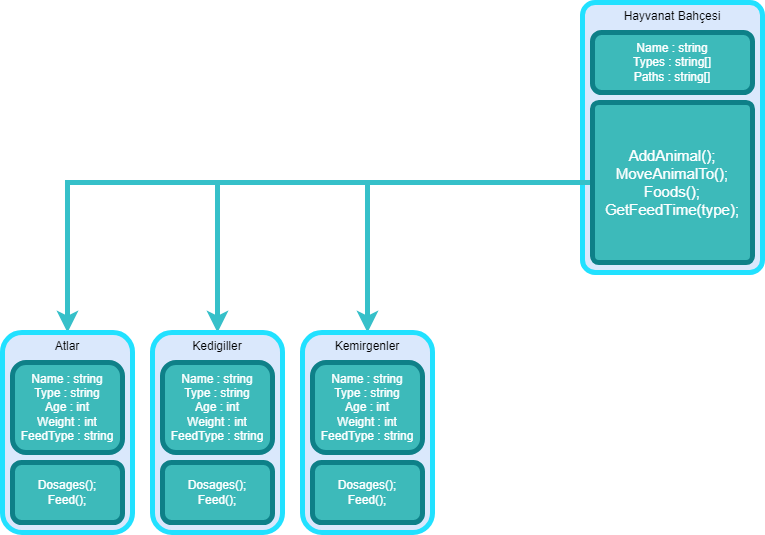 Hayvanat Bahçesi
Name : string
Types : string[]
Paths : string[]
AddAnimal();
MoveAnimalTo();
Foods();
GetFeedTime(type);
Atlar
Name : string
Type : string
Age : int
Weight : int
FeedType : string
Dosages();
Feed();
Kedigiller
Name : string
Type : string
Age : int
Weight : int
FeedType : string
Dosages();
Feed();
Kemirgenler
Name : string
Type : string
Age : int
Weight : int
FeedType : string
Dosages();
Feed();